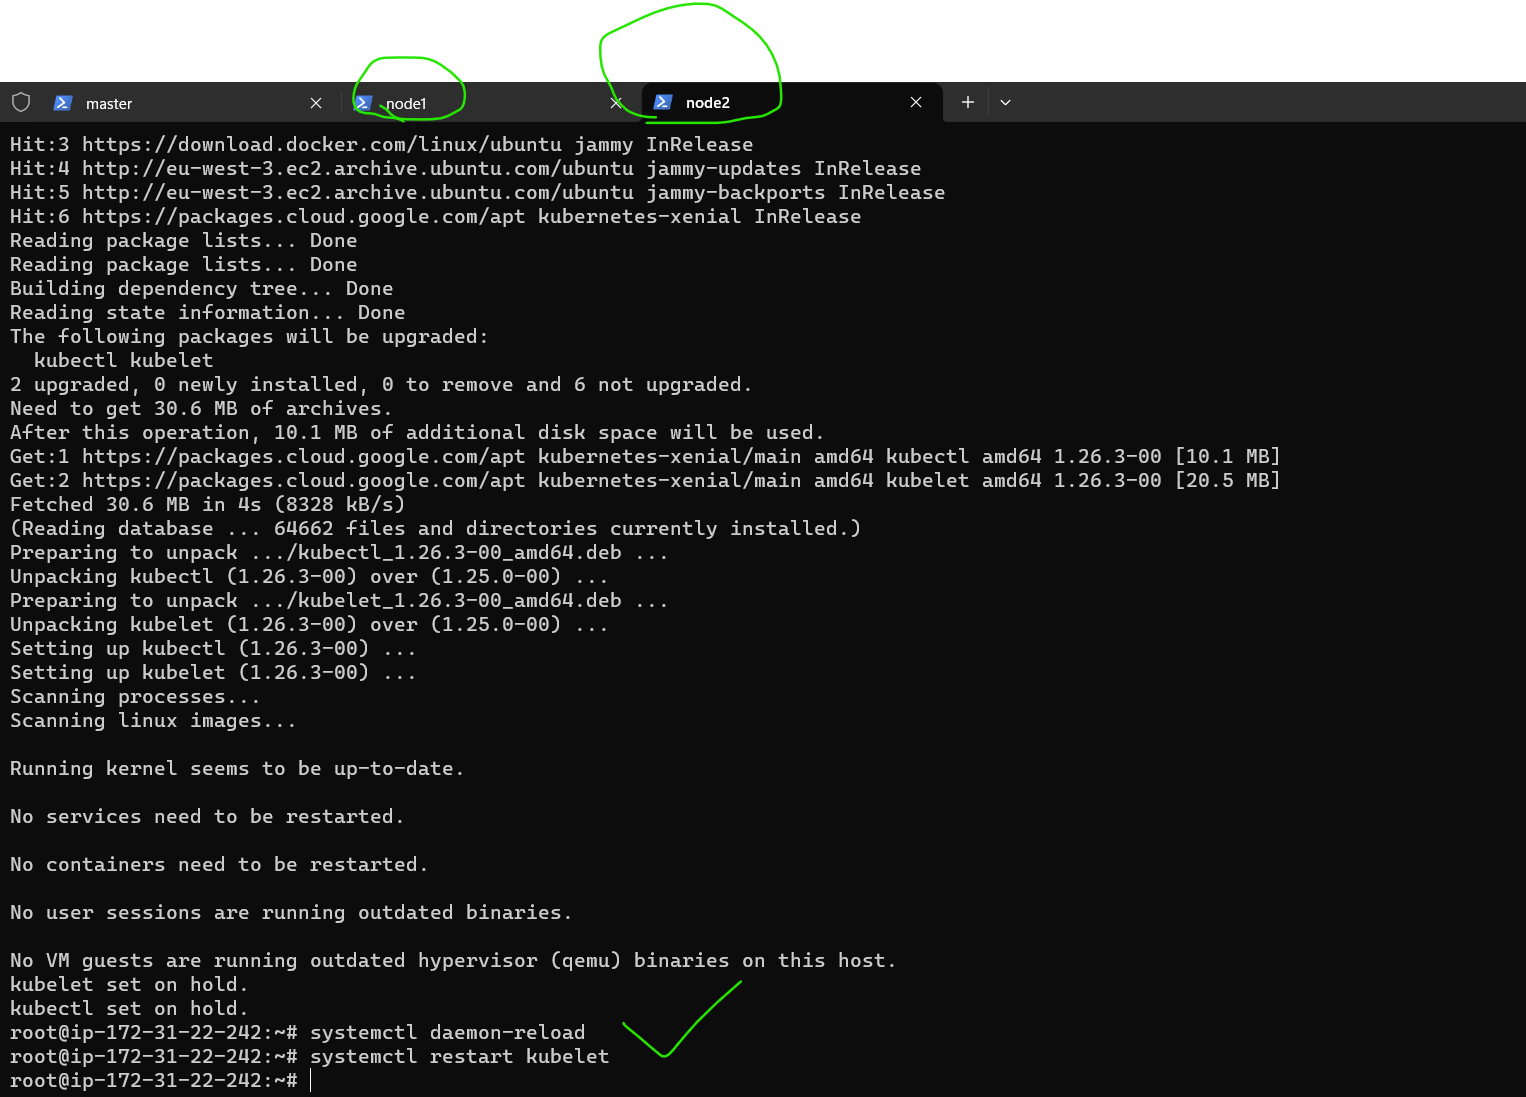 master
node1
node2
Hit:3 https://download.docker.com/linux/ubuntu jammy InRelease
Hit:4 http://eu-west-3.ec2.archive.ubuntu.com/ubuntu jammy-updates InRelease
Hit:5 http://eu-west-3.ec2.archive.ubuntu.com/ubuntu jammy-backports InRelease
Hit:6 https://packages.cloud.google.com/apt kubernetes-xenial InRelease
Reading package lists... Done
Reading package lists... Done
Building dependency tree... Done
Reading state information... Done
The following packages will be upgraded:
  kubectl kubelet
2 upgraded, 0 newly installed, 0 to remove and 6 not upgraded.
Need to get 30.6 MB of archives.
After this operation, 10.1 MB of additional disk space will be used.
Get:1 https://packages.cloud.google.com/apt kubernetes-xenial/main amd64 kubectl amd64 1.26.3-00 [10.1 MB]
Get:2 https://packages.cloud.google.com/apt kubernetes-xenial/main amd64 kubelet amd64 1.26.3-00 [20.5 MB]
Fetched 30.6 MB in 4s (8328 kB/s)
(Reading database ... 64662 files and directories currently installed.)
Preparing to unpack .../kubectl_1.26.3-00_amd64.deb ...
Unpacking kubectl (1.26.3-00) over (1.25.0-00) ...
Preparing to unpack .../kubelet_1.26.3-00_amd64.deb ...
Unpacking kubelet (1.26.3-00) over (1.25.0-00) ...
Setting up kubectl (1.26.3-00) ...
Setting up kubelet (1.26.3-00) ...
Scanning processes...
Scanning linux images...
Running kernel seems to be up-to-date.
No services need to be restarted.
No containers need to be restarted.
No user sessions are running outdated binaries.
No VM guests are running outdated hypervisor (qemu) binaries on this host.
kubelet set on hold.
kubectl set on hold.
root@ip-172-31-22-242:~# systemctl daemon-reload
root@ip-172-31-22-242:~# systemctl restart kubelet
root@ip-172-31-22-242:~#